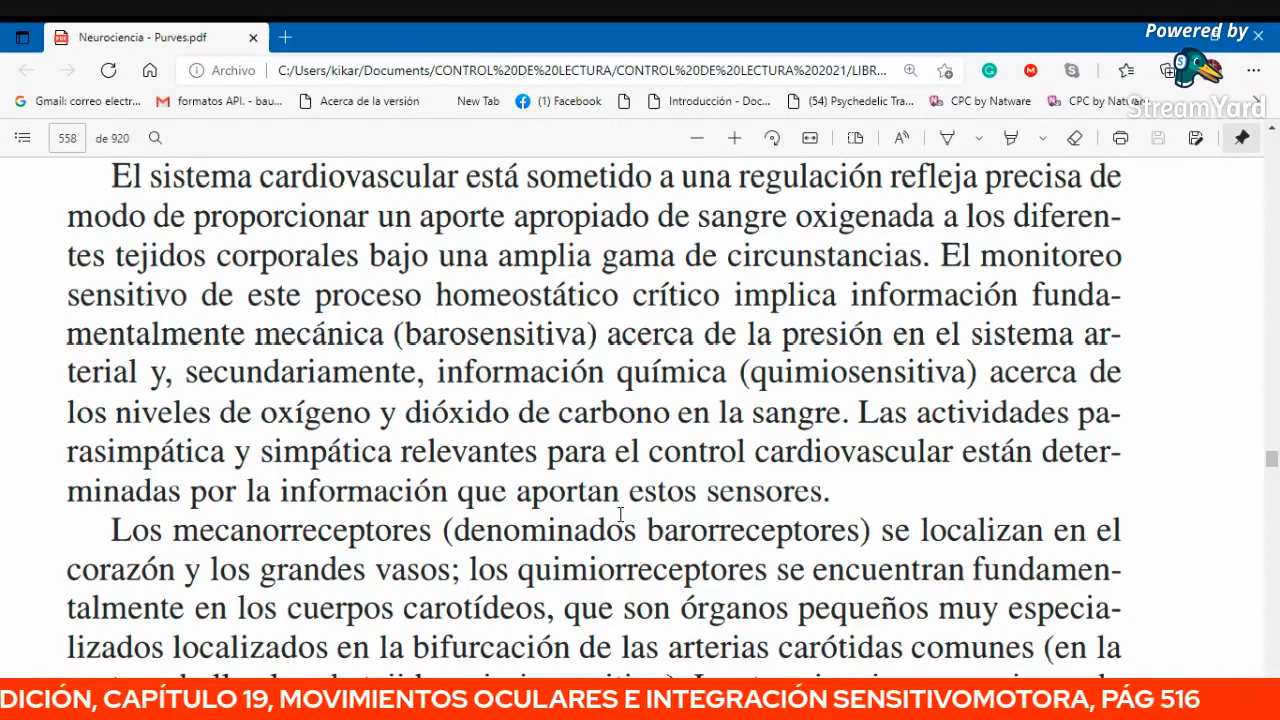 Powered by
Neurociencia - Purves.pdf
Archivo
C:/Users/kikar/Documents/CONTROL%20DE%20LECTURA/CONTROL%20DE%20LECTURA%202021/LIBR...
Gmail: correo electr...
formatos API. - bau...
Acerca de la versión
New Tab
(1) Facebook
Introducción - Doc...
(54) Psychedelic Tra...
CPC by Natware
CPC by Natware
StreamYard
558
de 920
El sistema cardiovascular está sometido a una regulación refleja precisa de
modo de proporcionar un aporte apropiado de sangre oxigenada a los diferen-
tes tejidos corporales bajo una amplia gama de circunstancias. El monitoreo
sensitivo de este proceso homeostático crítico implica información funda-
mentalmente mecánica (barosensitiva) acerca de la presión en el sistema ar-
terial y, secundariamente, información química (quimiosensitiva) acerca de
los niveles de oxígeno y dióxido de carbono en la sangre. Las actividades pa-
rasimpática y simpática relevantes para el control cardiovascular están deter-
minadas por la información que aportan estos sensores.
Los mecanorreceptores (denominados barorreceptores) se localizan en el
corazón y los grandes vasos; los quimiorreceptores se encuentran fundamen-
talmente en los cuerpos carotídeos, que son órganos pequeños muy especia-
lizados localizados en la bifurcación de las arterias carótidas comunes (en la
DICIÓN, CAPÍTULO 19, MOVIMIENTOS OCULARES E INTEGRACIÓN SENSITIVOMOTORA, PÁG 516